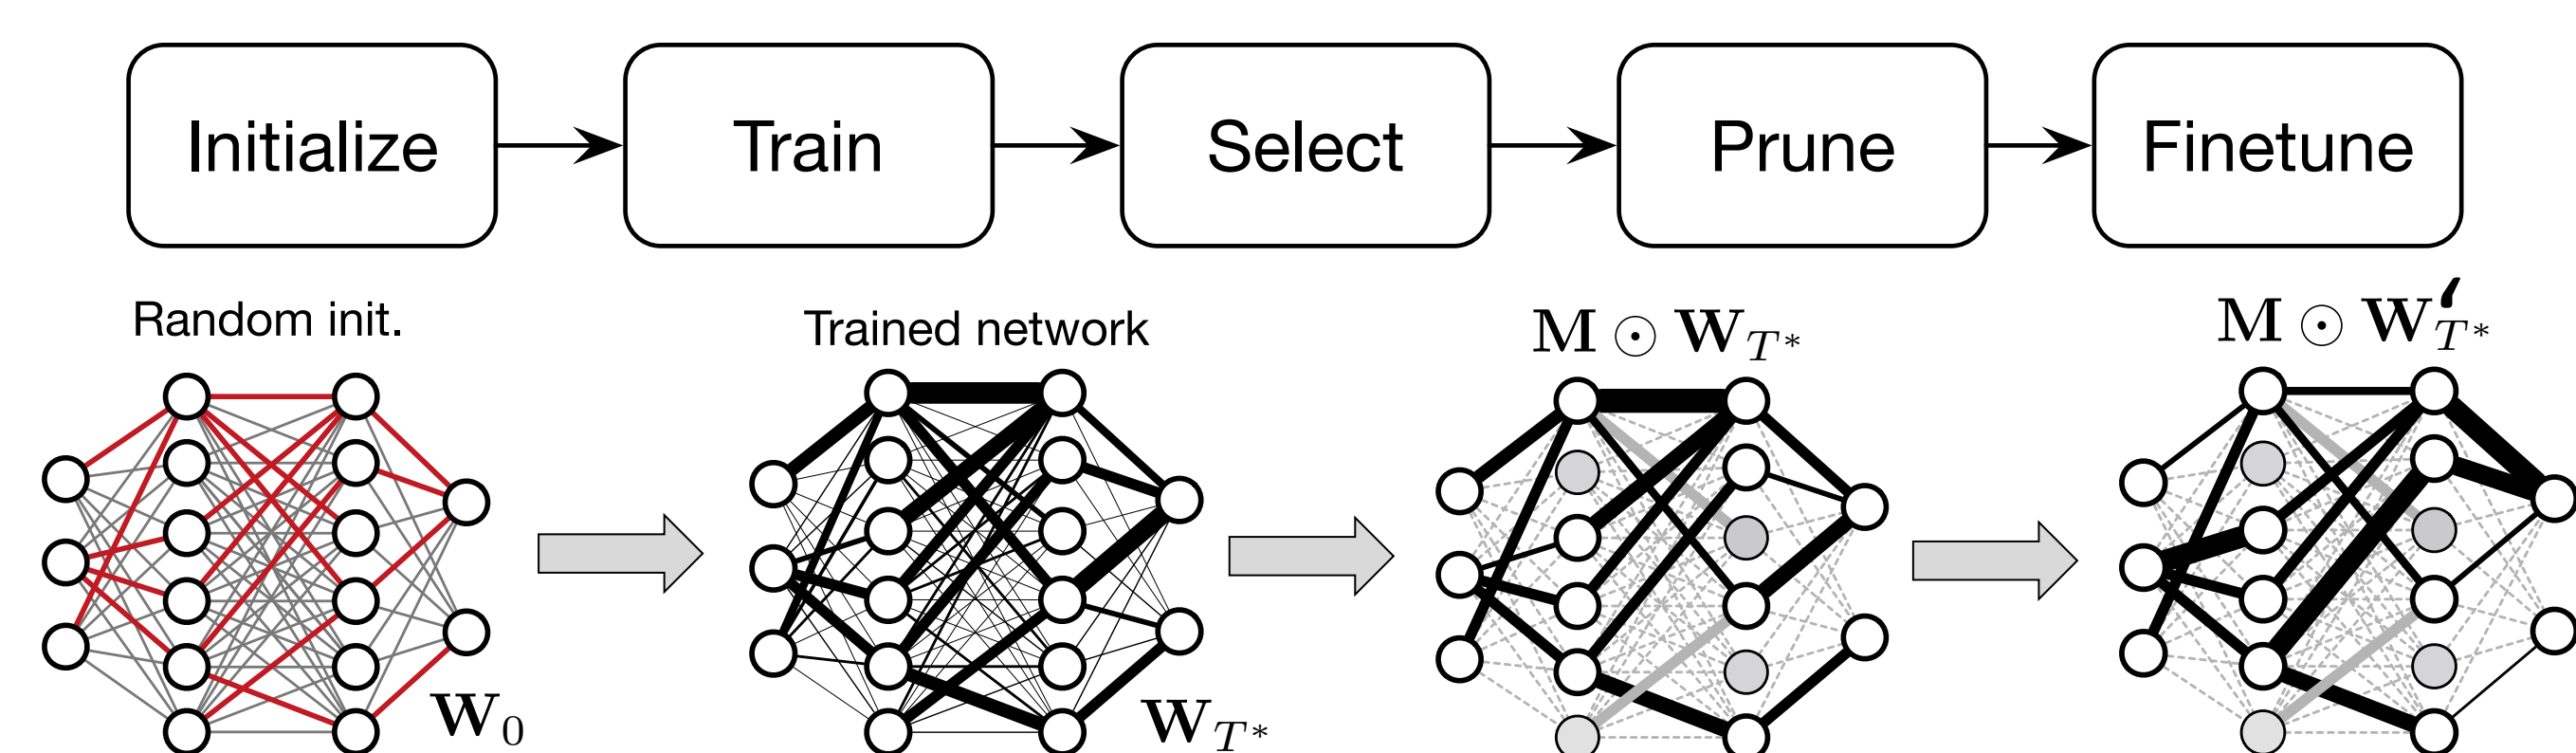 Initialize Train Select Prune Finetune
Random init.
Trained network
M ⊙ W_{T*}
M ⊙ W'_{T*}
W_0
W_{T*}